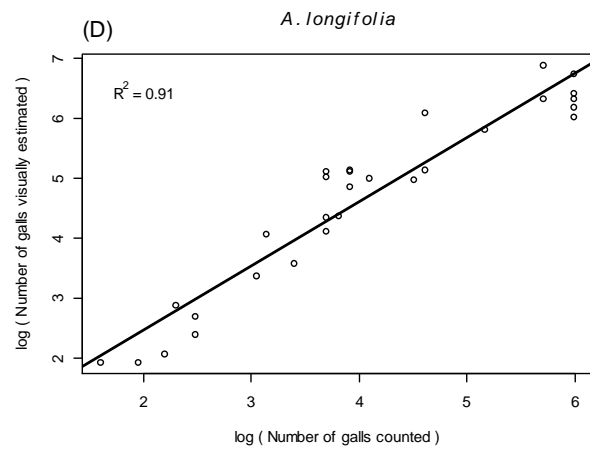 (D)
A. longifolia
R² = 0.91
7
6
5
4
3
2
log ( Number of galls visually estimated )
2 3 4 5 6
log ( Number of galls counted )